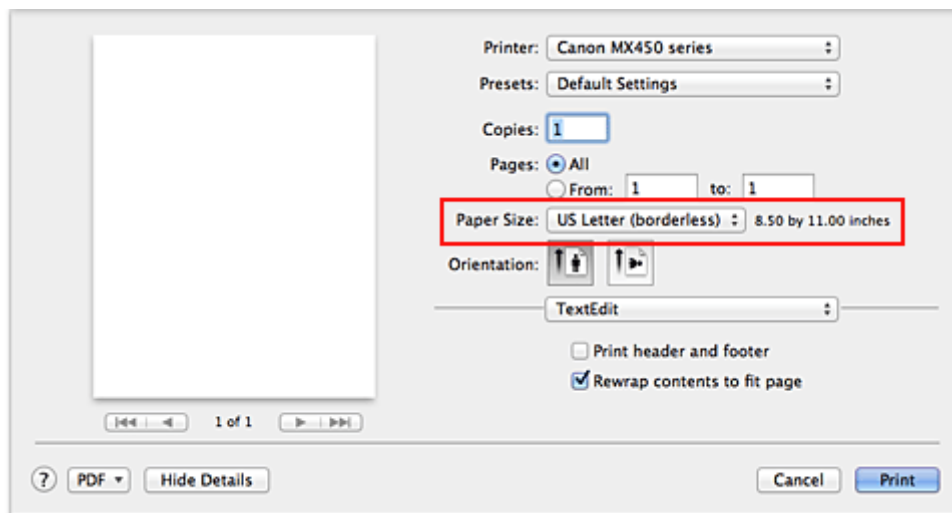 Printer: Canon MX450 series
Presets: Default Settings
Copies: 1
Pages: All
From: 1 to: 1
Paper Size: US Letter (borderless) 8.50 by 11.00 inches
Orientation:
TextEdit
Print header and footer
Rewrap contents to fit page
1 of 1
? PDF Hide Details Cancel Print